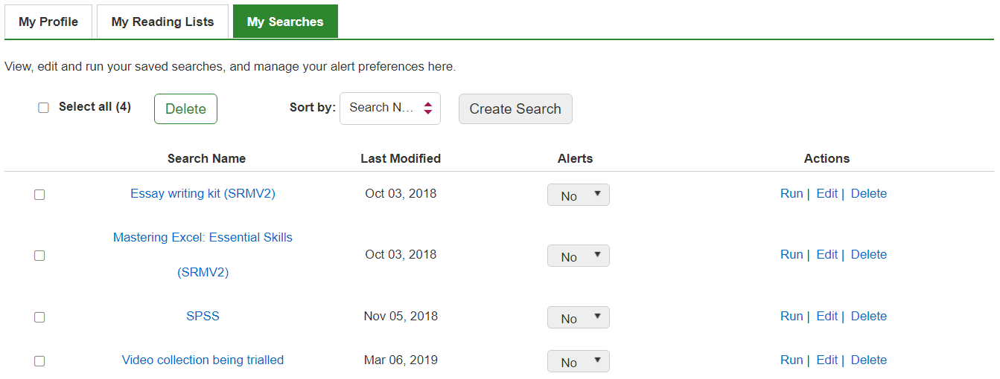 My Profile My Reading Lists My Searches
View, edit and run your saved searches, and manage your alert preferences here.
Select all (4) Delete Sort by: Search N... Create Search
Search Name Last Modified Alerts Actions
Essay writing kit (SRMV2) Oct 03, 2018 No Run | Edit | Delete
Mastering Excel: Essential Skills
(SRMV2) Oct 03, 2018 No Run | Edit | Delete
SPSS Nov 05, 2018 No Run | Edit | Delete
Video collection being trialled Mar 06, 2019 No Run | Edit | Delete